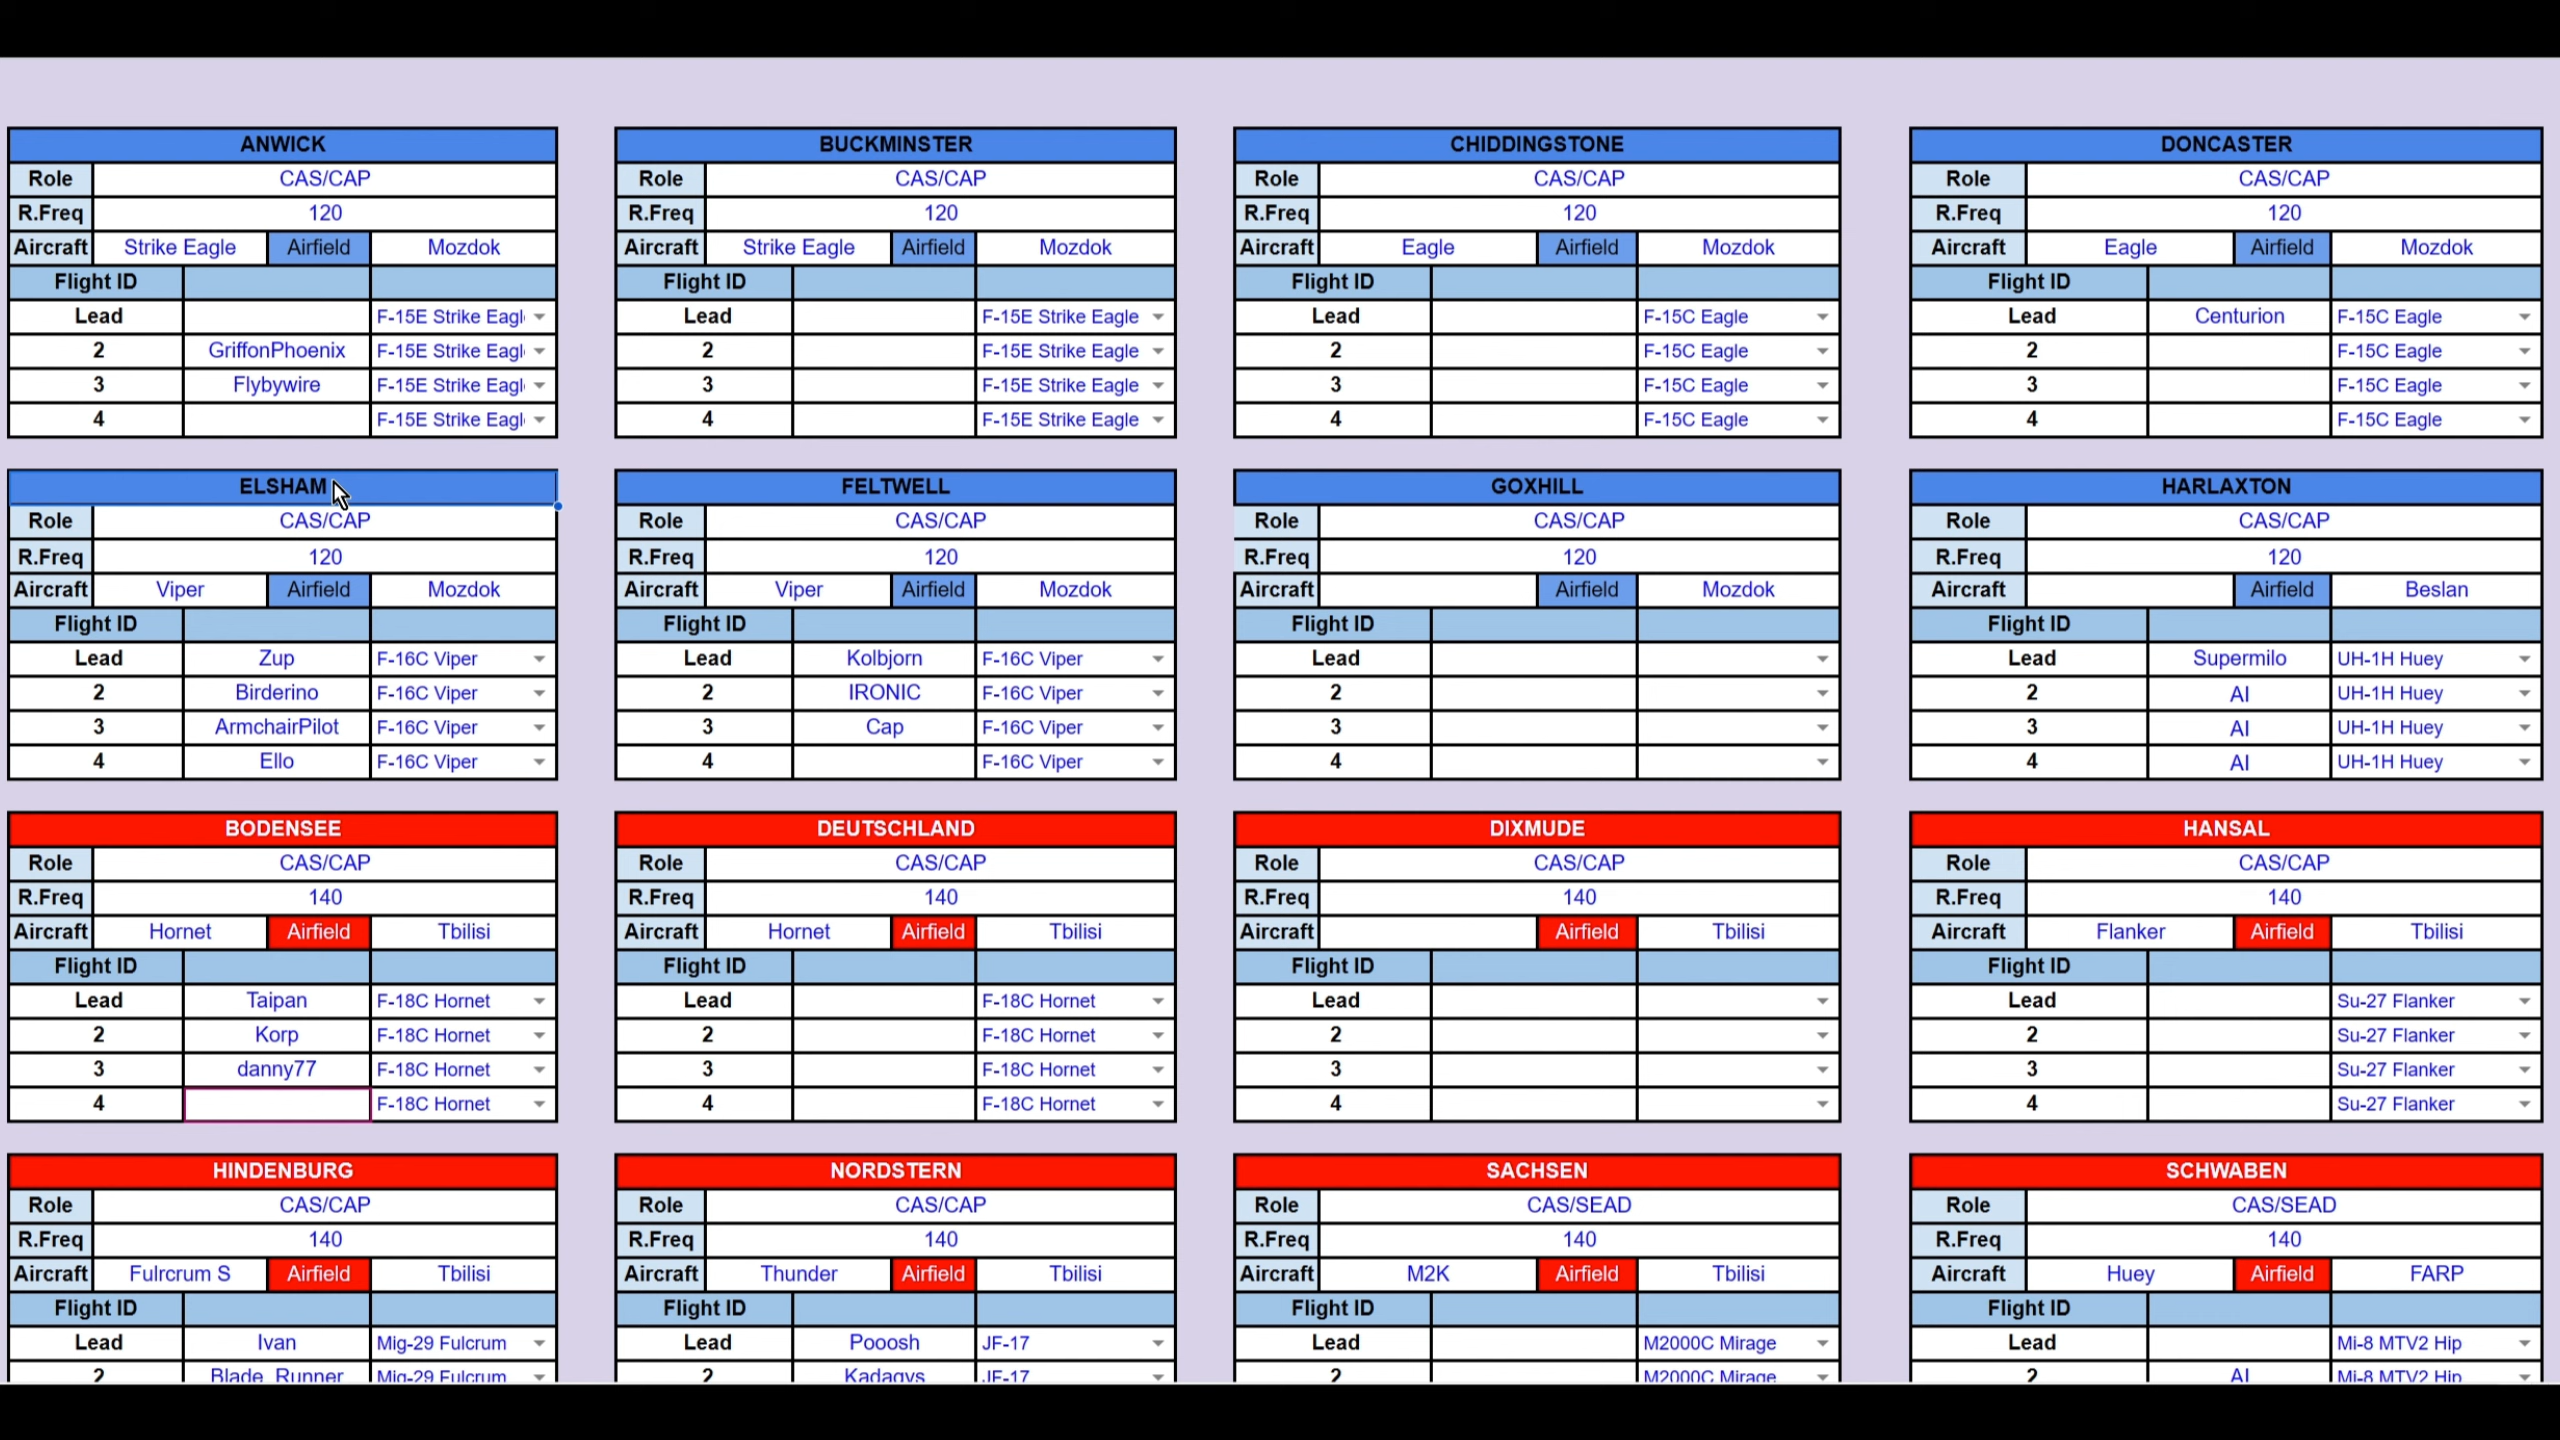 ANWICK
Role CAS/CAP
R.Freq 120
Aircraft Strike Eagle Airfield Mozdok
Flight ID
Lead F-15E Strike Eagl
2 GriffonPhoenix F-15E Strike Eagl
3 Flybywire F-15E Strike Eagl
4 F-15E Strike Eagl
BUCKMINSTER
Role CAS/CAP
R.Freq 120
Aircraft Strike Eagle Airfield Mozdok
Flight ID
Lead F-15E Strike Eagle
2 F-15E Strike Eagle
3 F-15E Strike Eagle
4 F-15E Strike Eagle
CHIDDINGSTONE
Role CAS/CAP
R.Freq 120
Aircraft Eagle Airfield Mozdok
Flight ID
Lead F-15C Eagle
2 F-15C Eagle
3 F-15C Eagle
4 F-15C Eagle
DONCASTER
Role CAS/CAP
R.Freq 120
Aircraft Eagle Airfield Mozdok
Flight ID
Lead Centurion F-15C Eagle
2 F-15C Eagle
3 F-15C Eagle
4 F-15C Eagle
ELSHAM
Role CAS/CAP
R.Freq 120
Aircraft Viper Airfield Mozdok
Flight ID
Lead Zup F-16C Viper
2 Birderino F-16C Viper
3 ArmchairPilot F-16C Viper
4 Ello F-16C Viper
FELTWELL
Role CAS/CAP
R.Freq 120
Aircraft Viper Airfield Mozdok
Flight ID
Lead Kolbjorn F-16C Viper
2 IRONIC F-16C Viper
3 Cap F-16C Viper
4 F-16C Viper
GOXHILL
Role CAS/CAP
R.Freq 120
Aircraft Airfield Mozdok
Flight ID
Lead
2
3
4
HARLAXTON
Role CAS/CAP
R.Freq 120
Aircraft Airfield Beslan
Flight ID
Lead Supermilo UH-1H Huey
2 AI UH-1H Huey
3 AI UH-1H Huey
4 AI UH-1H Huey
BODENSEE
Role CAS/CAP
R.Freq 140
Aircraft Hornet Airfield Tbilisi
Flight ID
Lead Taipan F-18C Hornet
2 Korp F-18C Hornet
3 danny77 F-18C Hornet
4 F-18C Hornet
DEUTSCHLAND
Role CAS/CAP
R.Freq 140
Aircraft Hornet Airfield Tbilisi
Flight ID
Lead F-18C Hornet
2 F-18C Hornet
3 F-18C Hornet
4 F-18C Hornet
DIXMUDE
Role CAS/CAP
R.Freq 140
Aircraft Airfield Tbilisi
Flight ID
Lead
2
3
4
HANSAL
Role CAS/CAP
R.Freq 140
Aircraft Flanker Airfield Tbilisi
Flight ID
Lead Su-27 Flanker
2 Su-27 Flanker
3 Su-27 Flanker
4 Su-27 Flanker
HINDENBURG
Role CAS/CAP
R.Freq 140
Aircraft Fulrcrum S Airfield Tbilisi
Flight ID
Lead Ivan Mig-29 Fulcrum
2 Blade_Runner Mig-29 Fulcrum
NORDSTERN
Role CAS/CAP
R.Freq 140
Aircraft Thunder Airfield Tbilisi
Flight ID
Lead Pooosh JF-17
2 Kadagys JF-17
SACHSEN
Role CAS/SEAD
R.Freq 140
Aircraft M2K Airfield Tbilisi
Flight ID
Lead M2000C Mirage
2 M2000C Mirage
SCHWABEN
Role CAS/SEAD
R.Freq 140
Aircraft Huey Airfield FARP
Flight ID
Lead Mi-8 MTV2 Hip
2 AI Mi-8 MTV2 Hip